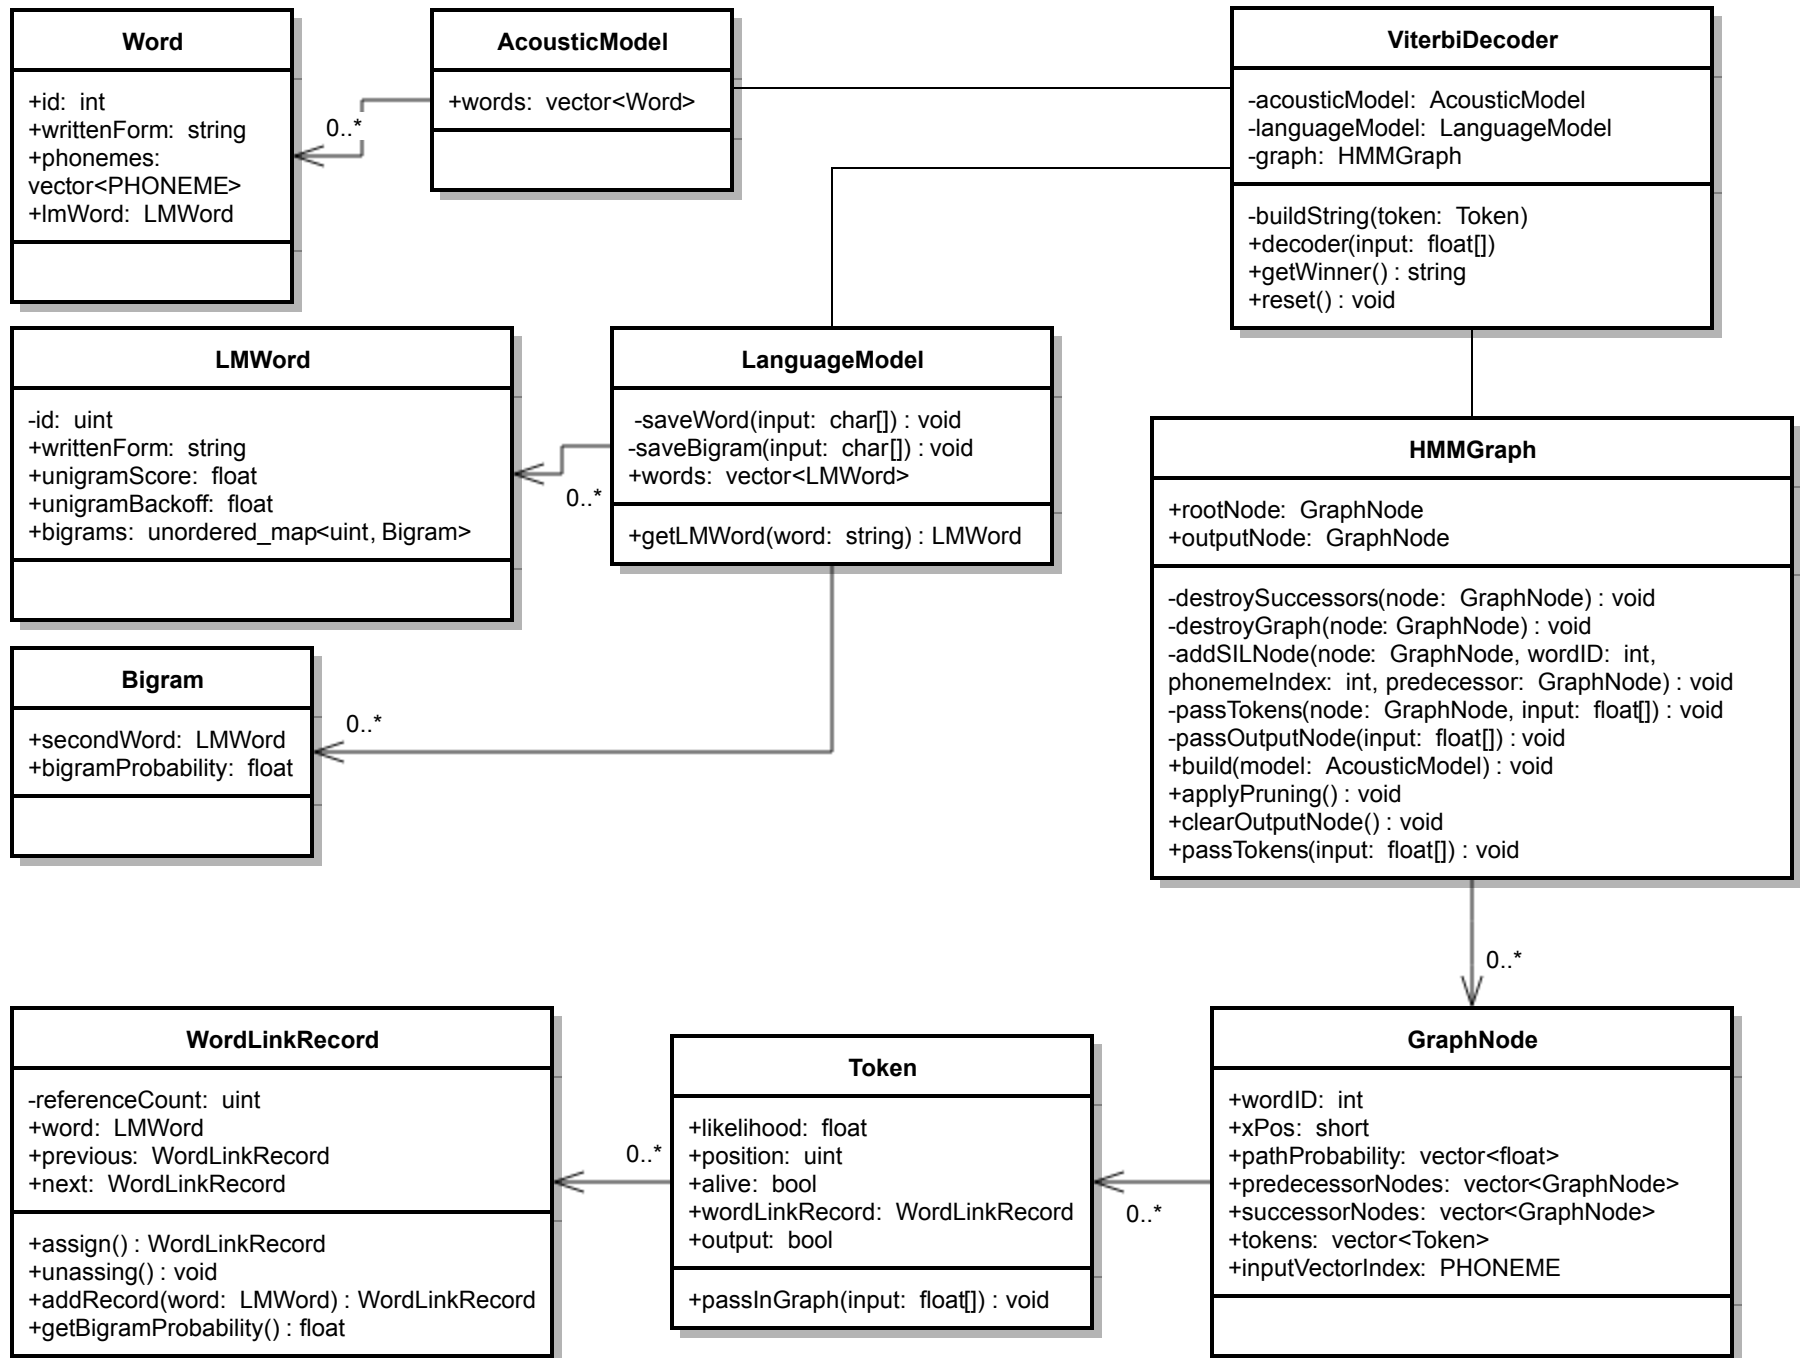 Word
+id: int
+writtenForm: string
+phonemes:
vector<PHONEME>
+lmWord: LMWord
0..*
AcousticModel
+words: vector<Word>
ViterbiDecoder
-acousticModel: AcousticModel
-languageModel: LanguageModel
-graph: HMMGraph
-buildString(token: Token)
+decoder(input: float[])
+getWinner() : string
+reset() : void
LMWord
-id: uint
+writtenForm: string
+unigramScore: float
+unigramBackoff: float
+bigrams: unordered_map<uint, Bigram>
0..*
LanguageModel
-saveWord(input: char[]) : void
-saveBigram(input: char[]) : void
+words: vector<LMWord>
+getLMWord(word: string) : LMWord
HMMGraph
+rootNode: GraphNode
+outputNode: GraphNode
-destroySuccessors(node: GraphNode) : void
-destroyGraph(node: GraphNode) : void
-addSILNode(node: GraphNode, wordID: int,
phonemeIndex: int, predecessor: GraphNode) : void
-passTokens(node: GraphNode, input: float[]) : void
-passOutputNode(input: float[]) : void
+build(model: AcousticModel) : void
+applyPruning() : void
+clearOutputNode() : void
+passTokens(input: float[]) : void
Bigram
+secondWord: LMWord
+bigramProbability: float
0..*
0..*
WordLinkRecord
-referenceCount: uint
+word: LMWord
+previous: WordLinkRecord
+next: WordLinkRecord
+assign() : WordLinkRecord
+unassing() : void
+addRecord(word: LMWord) : WordLinkRecord
+getBigramProbability() : float
0..*
Token
+likelihood: float
+position: uint
+alive: bool
+wordLinkRecord: WordLinkRecord
+output: bool
+passInGraph(input: float[]) : void
0..*
GraphNode
+wordID: int
+xPos: short
+pathProbability: vector<float>
+predecessorNodes: vector<GraphNode>
+successorNodes: vector<GraphNode>
+tokens: vector<Token>
+inputVectorIndex: PHONEME